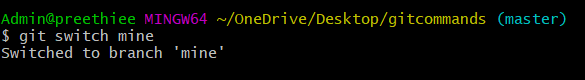 Admin@preethiee MINGW64 ~/OneDrive/Desktop/gitcommands (master)
$ git switch mine
Switched to branch 'mine'